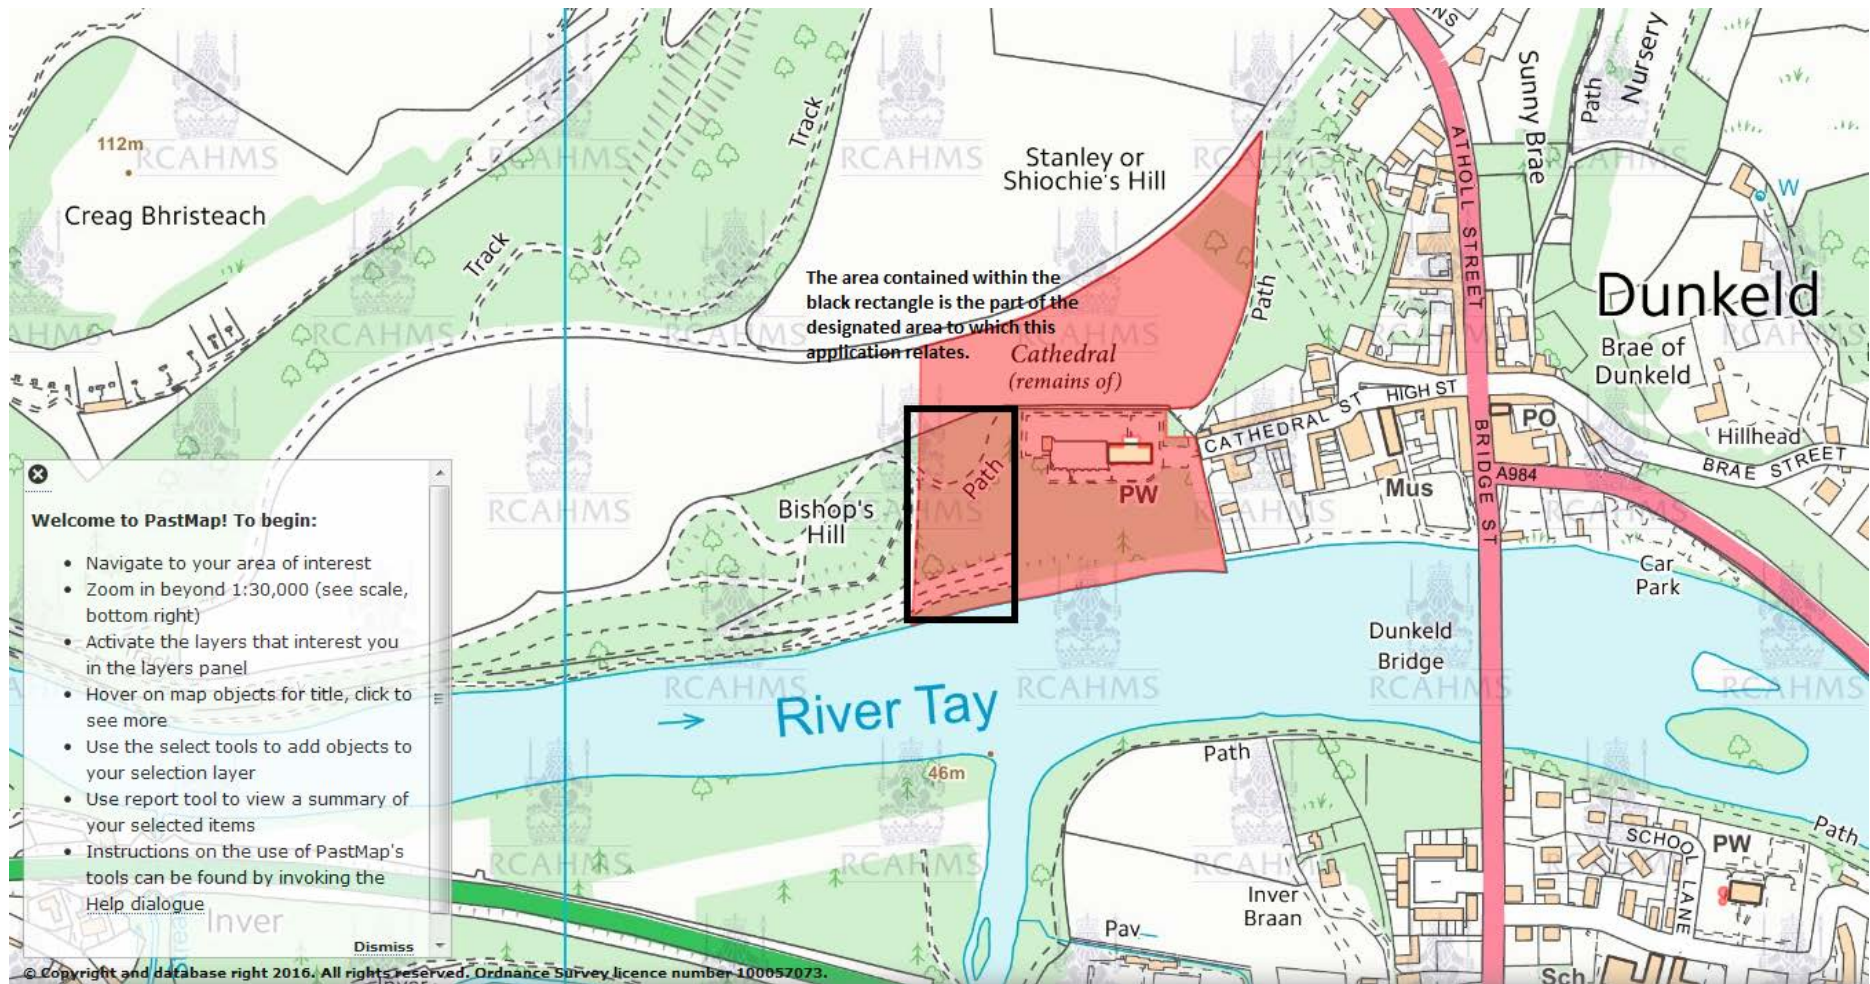 NS
Sunny Brae
Path
Nursery
Track
112m
Creag Bhristeach
Stanley or
Shiochie's Hill
ATHOLL STREET
W
Track
The area contained within the
black rectangle is the part of the
designated area to which this
application relates.
Path
Dunkeld
Brae of
Dunkeld
Cathedral
(remains of)
CATHEDRAL ST
HIGH ST
PO
Hillhead
BRAE STREET
A984
BRIDGE ST
Mus
PW
Path
Bishop's
Hill
Car
Park
Dunkeld
Bridge
River Tay
46m
Path
Path
SCHOOL LANE
PW
Inver
Braan
Pav
Sch
Welcome to PastMap! To begin:
• Navigate to your area of interest
• Zoom in beyond 1:30,000 (see scale,
bottom right)
• Activate the layers that interest you
in the layers panel
• Hover on map objects for title, click to
see more
• Use the select tools to add objects to
your selection layer
• Use report tool to view a summary of
your selected items
• Instructions on the use of PastMap's
tools can be found by invoking the
Help dialogue
Inver
Dismiss
© Copyright and database right 2016. All rights reserved. Ordnance Survey licence number 100057073.
Inver
RCAHMS